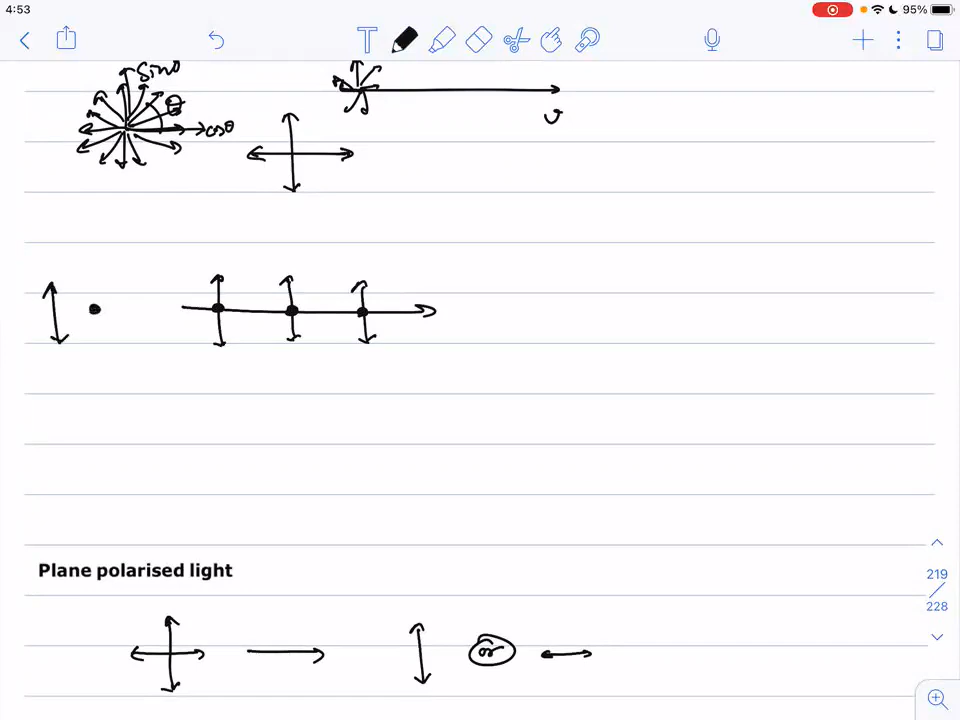 4:53
95%
T
sinθ
θ
cosθ
v
219
228
Plane polarised light
or